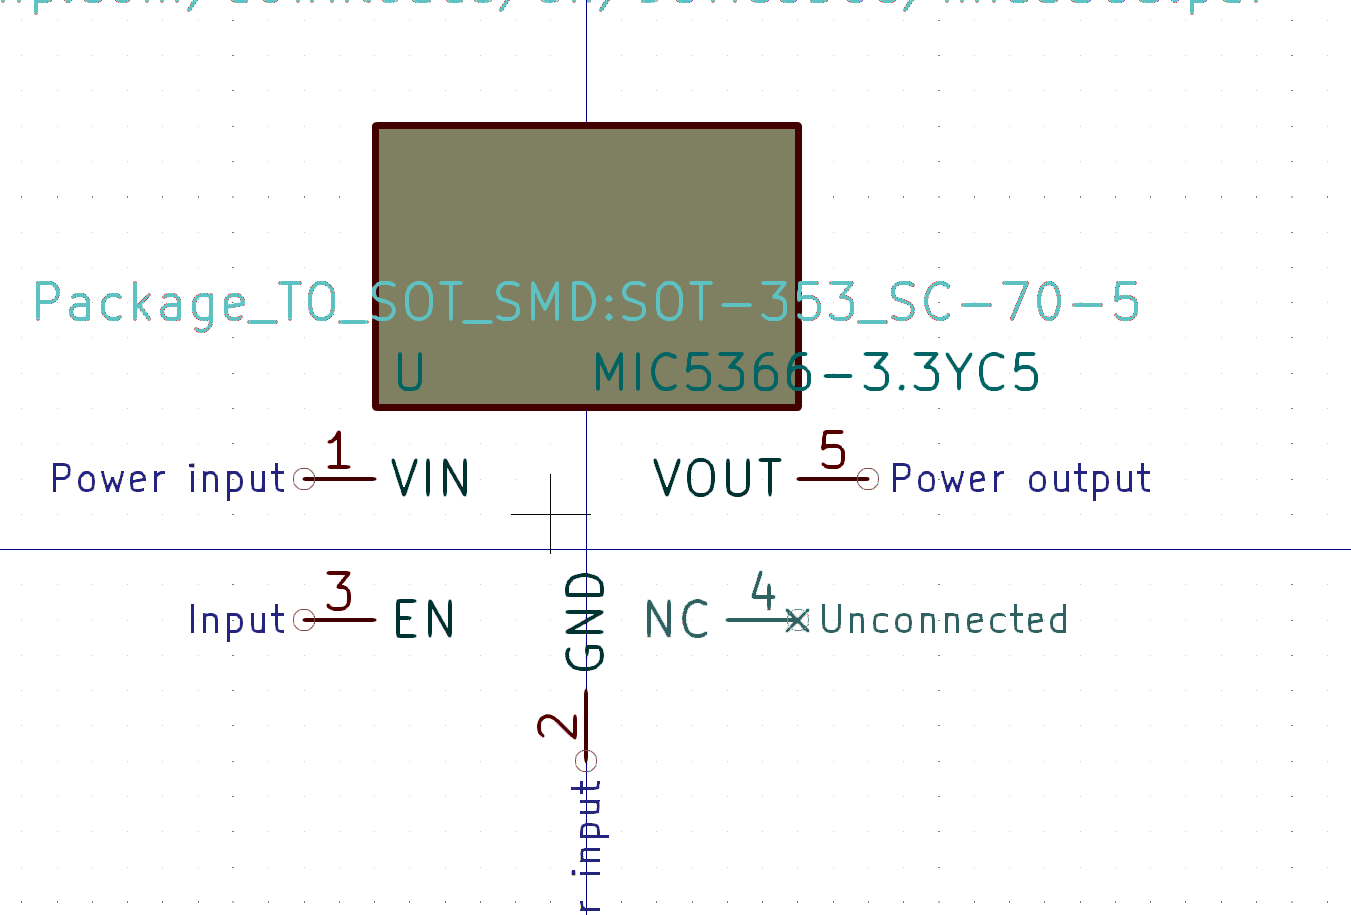 Package_TO_SOT_SMD:SOT-353_SC-70-5
U MIC5366-3.3YC5
Power input 1 VIN VOUT 5 Power output
Input 3 EN GND NC 4 Unconnected
2
r input